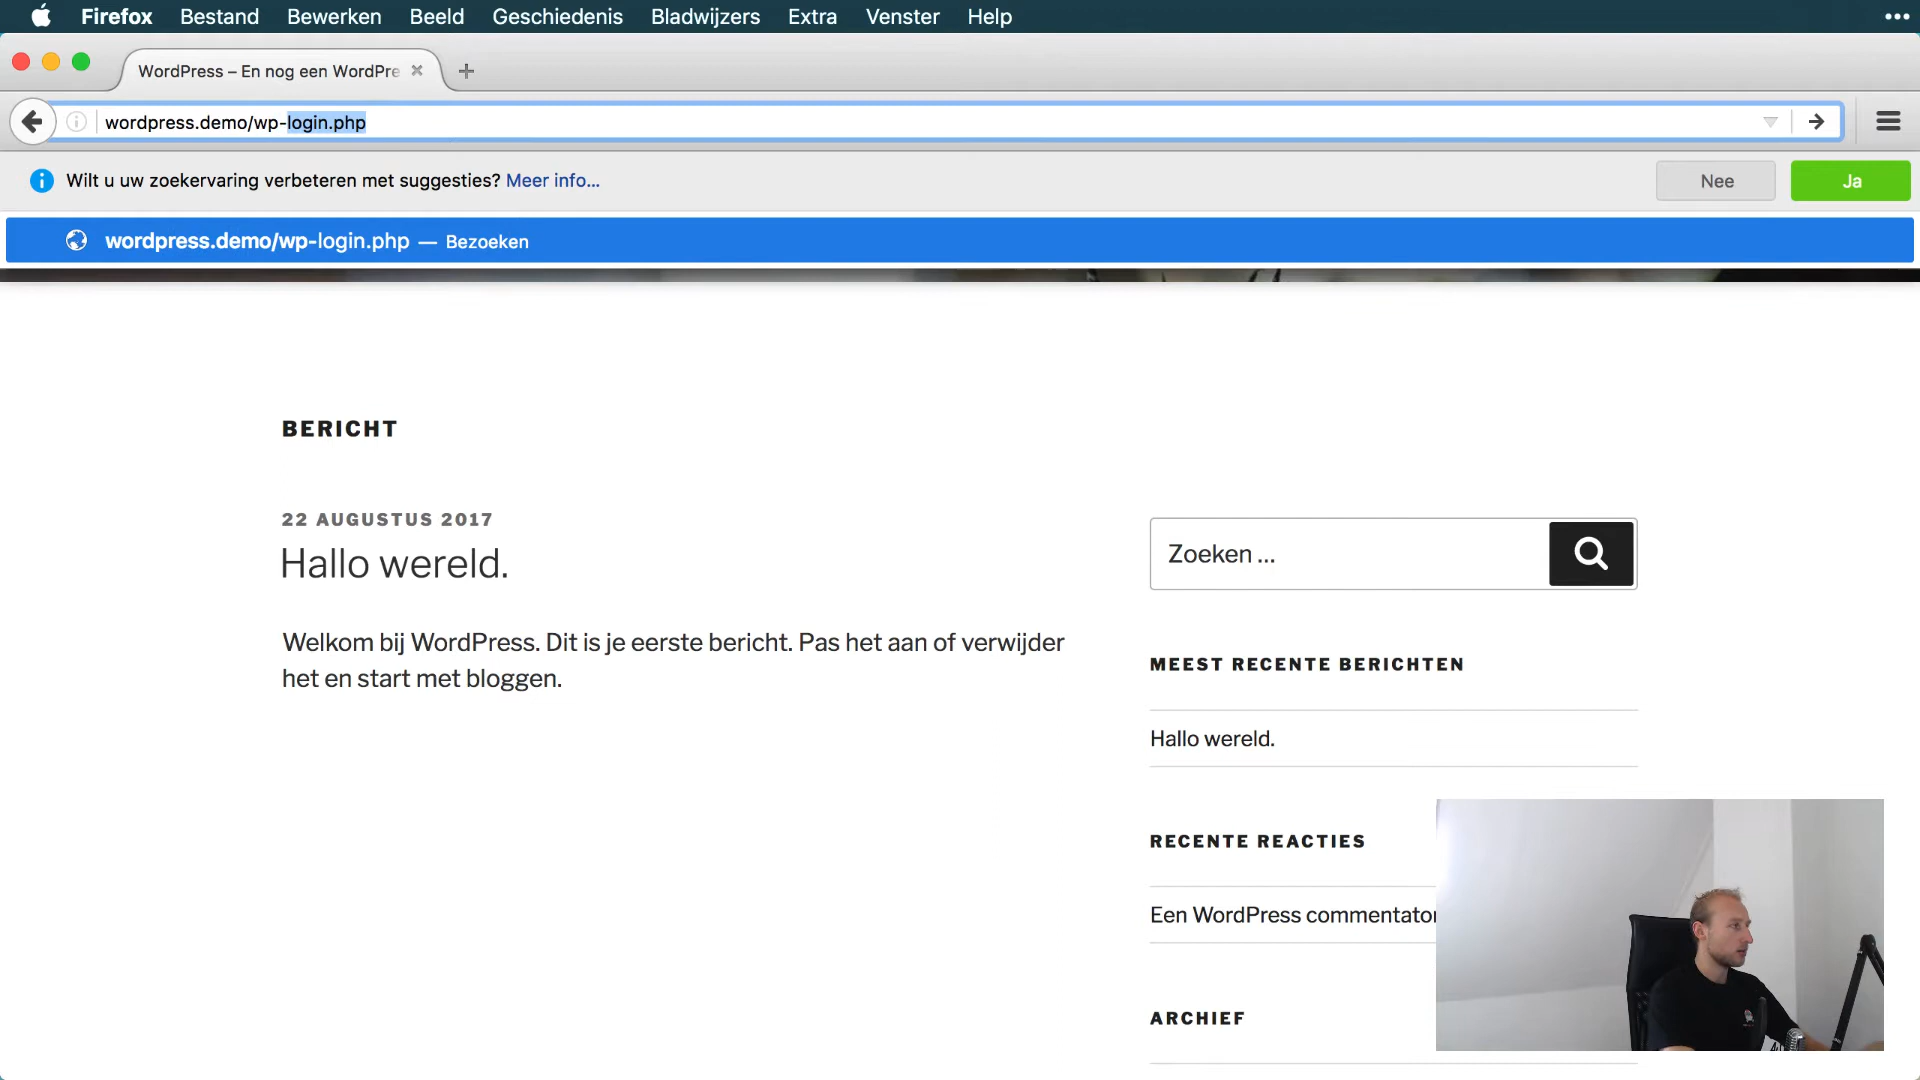 Firefox Bestand Bewerken Beeld Geschiedenis Bladwijzers Extra Venster Help
WordPress – En nog een WordPre
wordpress.demo/wp-login.php
Wilt u uw zoekervaring verbeteren met suggesties? Meer info...
Nee
Ja
wordpress.demo/wp-login.php — Bezoeken
BERICHT
22 AUGUSTUS 2017
Hallo wereld.
Welkom bij WordPress. Dit is je eerste bericht. Pas het aan of verwijder
het en start met bloggen.
Zoeken ...
MEEST RECENTE BERICHTEN
Hallo wereld.
RECENTE REACTIES
Een WordPress commentator
ARCHIEF